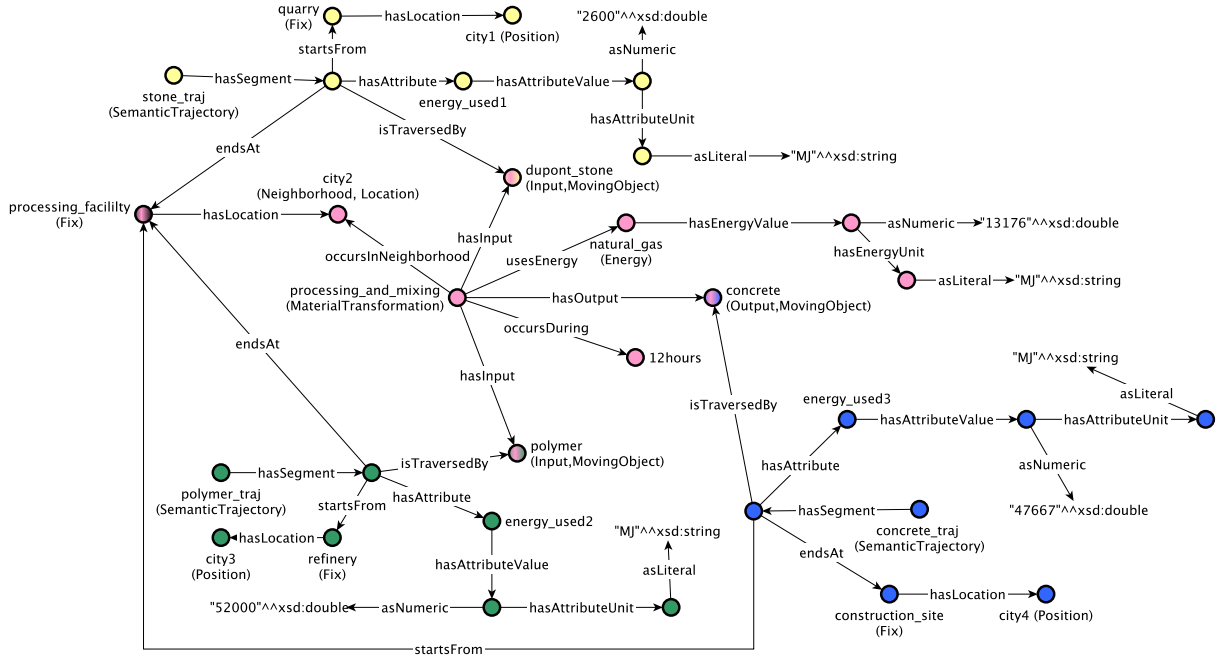 quarry
(Fix)
hasLocation
city1 (Position)
"2600"^^xsd:double
startsFrom
asNumeric
hasSegment
hasAttribute
hasAttributeValue
stone_traj
(SemanticTrajectory)
energy_used1
hasAttributeUnit
isTraversedBy
endsAt
asLiteral
"MJ"^^xsd:string
dupont_stone
(Input,MovingObject)
city2
(Neighborhood, Location)
processing_facililty
(Fix)
hasLocation
hasInput
hasEnergyValue
asNumeric
"13176"^^xsd:double
natural_gas
(Energy)
hasEnergyUnit
occursInNeighborhood
usesEnergy
asLiteral
"MJ"^^xsd:string
processing_and_mixing
(MaterialTransformation)
hasOutput
concrete
(Output,MovingObject)
occursDuring
endsAt
12hours
"MJ"^^xsd:string
hasInput
asLiteral
isTraversedBy
energy_used3
hasAttributeValue
hasAttributeUnit
polymer
(Input,MovingObject)
isTraversedBy
hasAttribute
asNumeric
hasSegment
polymer_traj
(SemanticTrajectory)
hasAttribute
startsFrom
"47667"^^xsd:double
hasSegment
concrete_traj
(SemanticTrajectory)
energy_used2
"MJ"^^xsd:string
hasLocation
city3
(Position)
refinery
(Fix)
endsAt
hasAttributeValue
asLiteral
hasLocation
"52000"^^xsd:double
asNumeric
hasAttributeUnit
construction_site
(Fix)
city4 (Position)
startsFrom